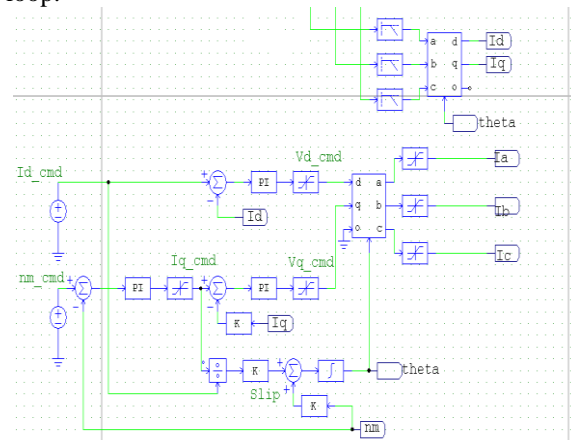 loop.
a d Id
b q Iq
c o
theta
Id_cmd
Vd_cmd
PI
d a Ia
q b Ib
o c Ic
Id
nm_cmd
Iq_cmd
Vq_cmd
PI
PI
K Iq
K
theta
Slip
K
nm